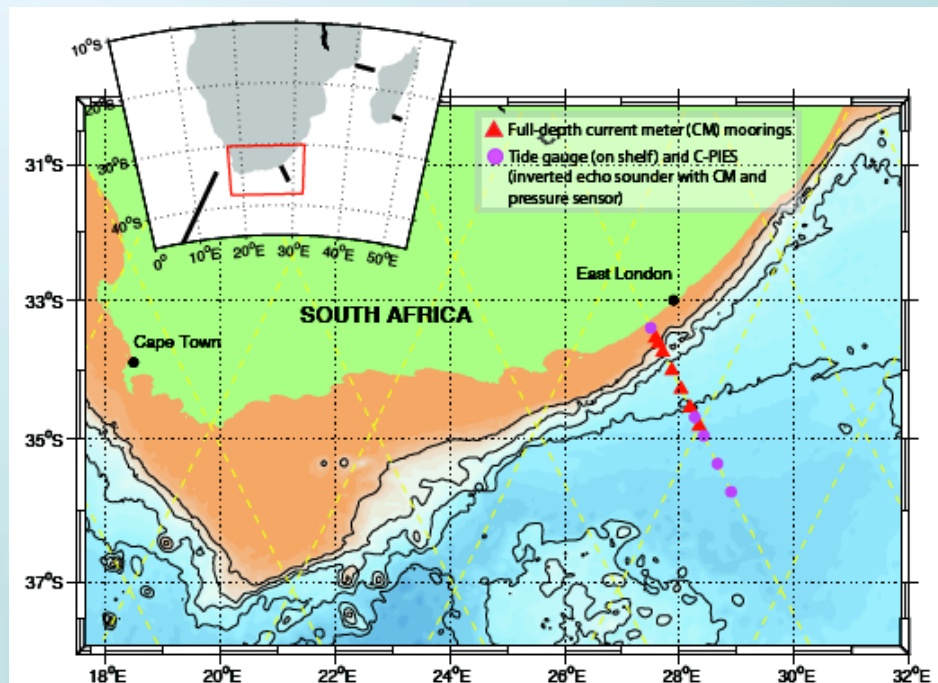 10°S
20°S
30°S
40°S
0°
10°E
20°E
30°E
40°E
50°E
Full-depth current meter (CM) moorings
Tide gauge (on shelf) and C-PIES
(inverted echo sounder with CM and
pressure sensor)
31°S
East London
33°S
SOUTH AFRICA
Cape Town
35°S
37°S
18°E
20°E
22°E
24°E
26°E
28°E
30°E
32°E